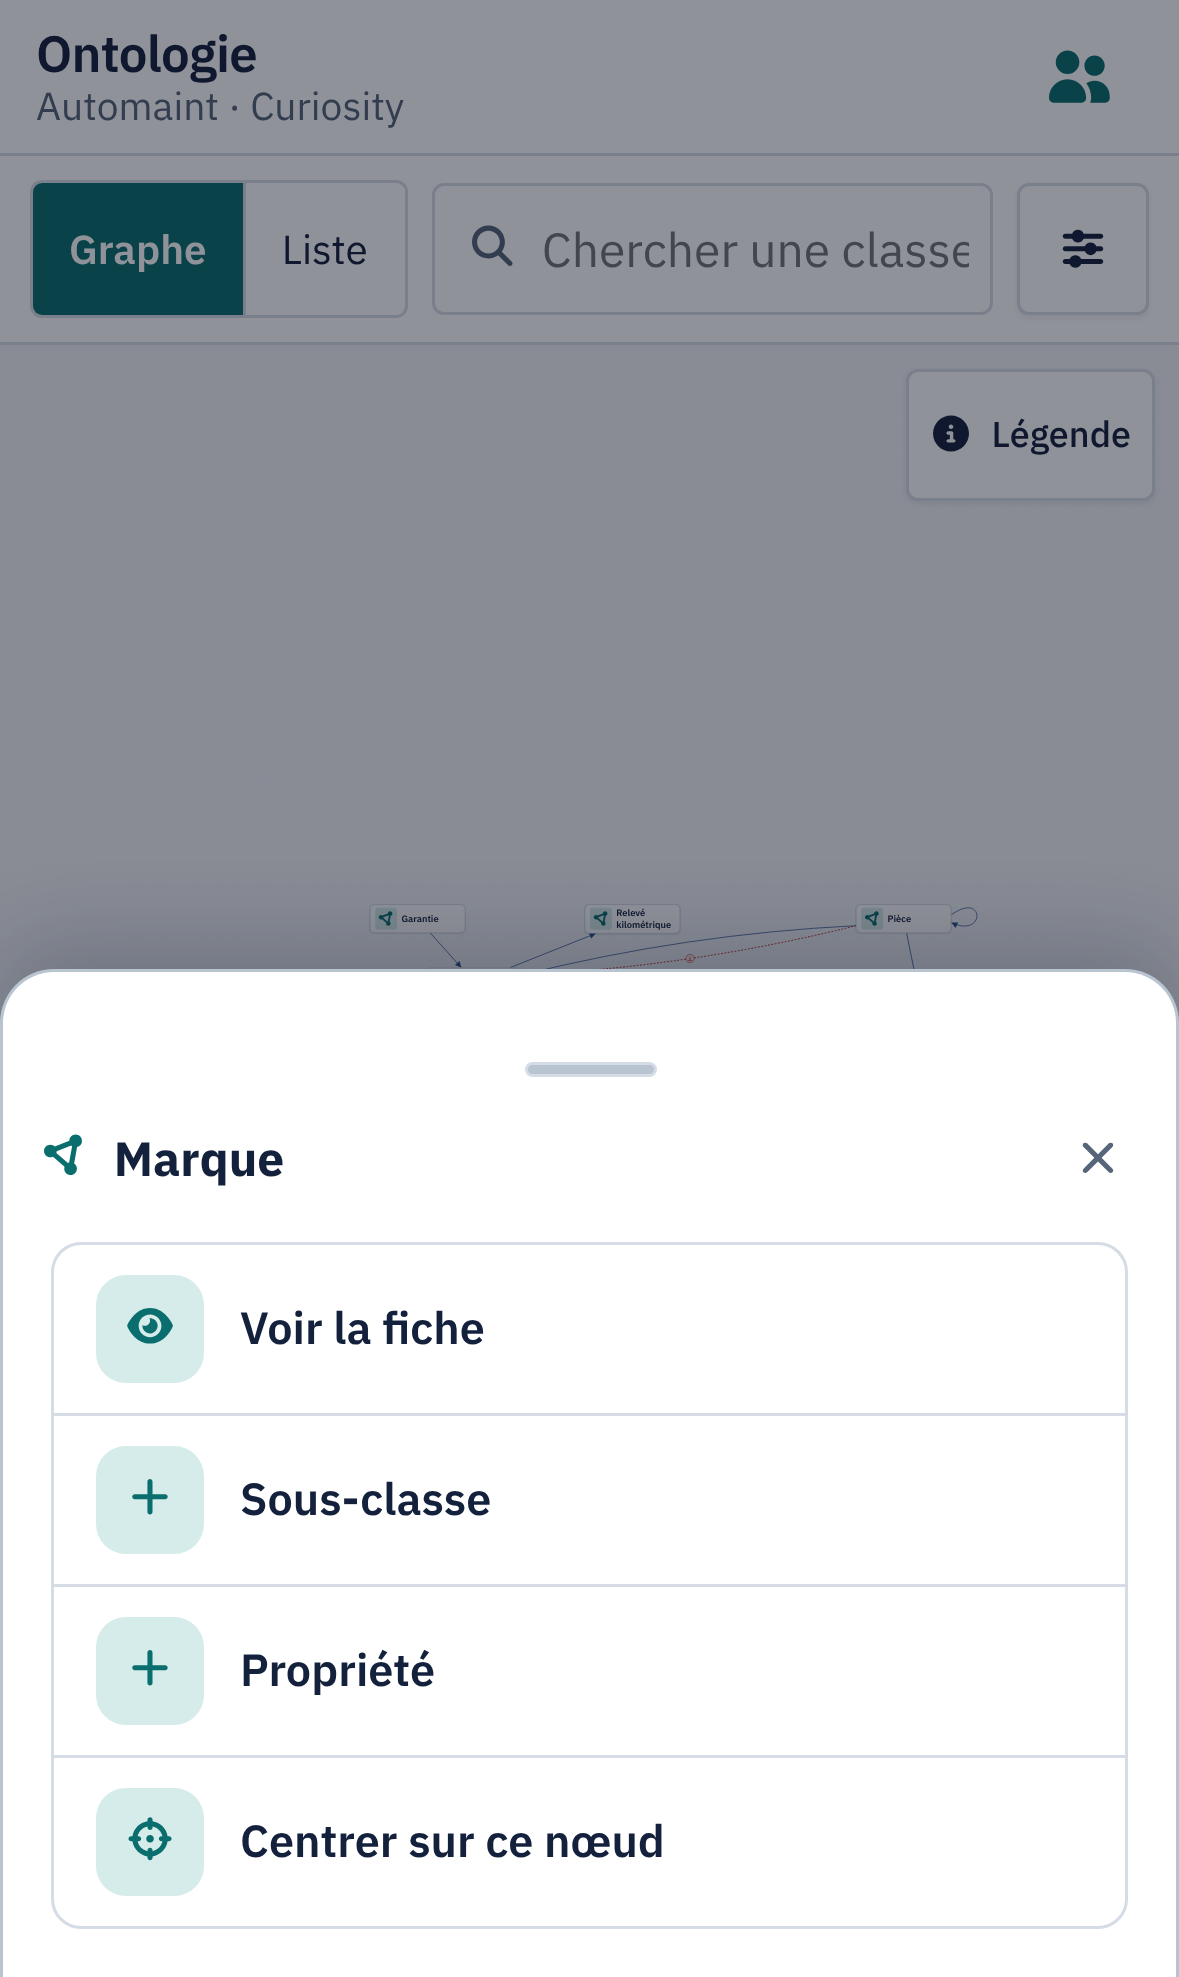 Ontologie
Automaint · Curiosity
Graphe
Liste
Chercher une classe
Légende
Garantie
Relevé
kilométrique
Pièce
Marque
Voir la fiche
Sous-classe
Propriété
Centrer sur ce nœud